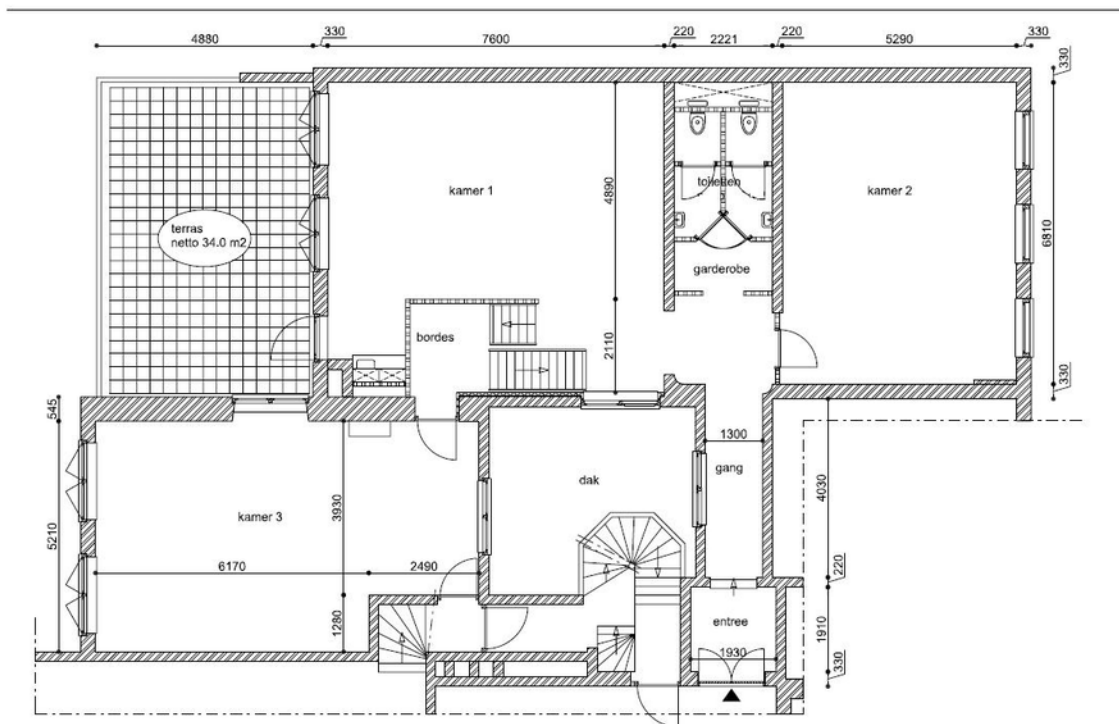 4880
330
7600
220
2221
220
5290
330
330
kamer 1
4890
toiletten
kamer 2
6810
terras
netto 34.0 m2
garderobe
bordes
2110
330
545
1300
gang
dak
4030
kamer 3
3930
5210
6170
2490
220
1280
entree
1910
1930
330